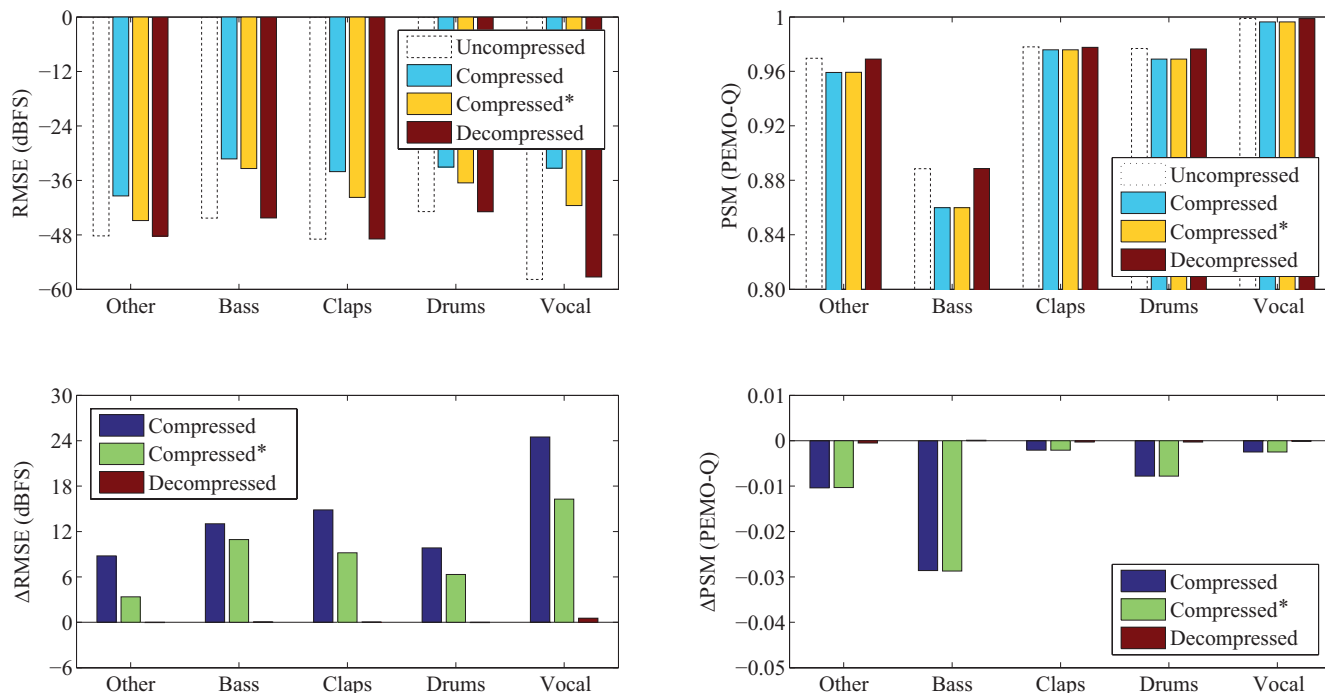 RMSE (dBFS)
0
−12
−24
−36
−48
−60
Uncompressed
Compressed
Compressed*
Decompressed
Other Bass Claps Drums Vocal
PSM (PEMO-Q)
1
0.96
0.92
0.88
0.84
0.80
Uncompressed
Compressed
Compressed*
Decompressed
Other Bass Claps Drums Vocal
ΔRMSE (dBFS)
30
24
18
12
6
0
−6
Compressed
Compressed*
Decompressed
Other Bass Claps Drums Vocal
ΔPSM (PEMO-Q)
0.01
0
−0.01
−0.02
−0.03
−0.04
−0.05
Compressed
Compressed*
Decompressed
Other Bass Claps Drums Vocal